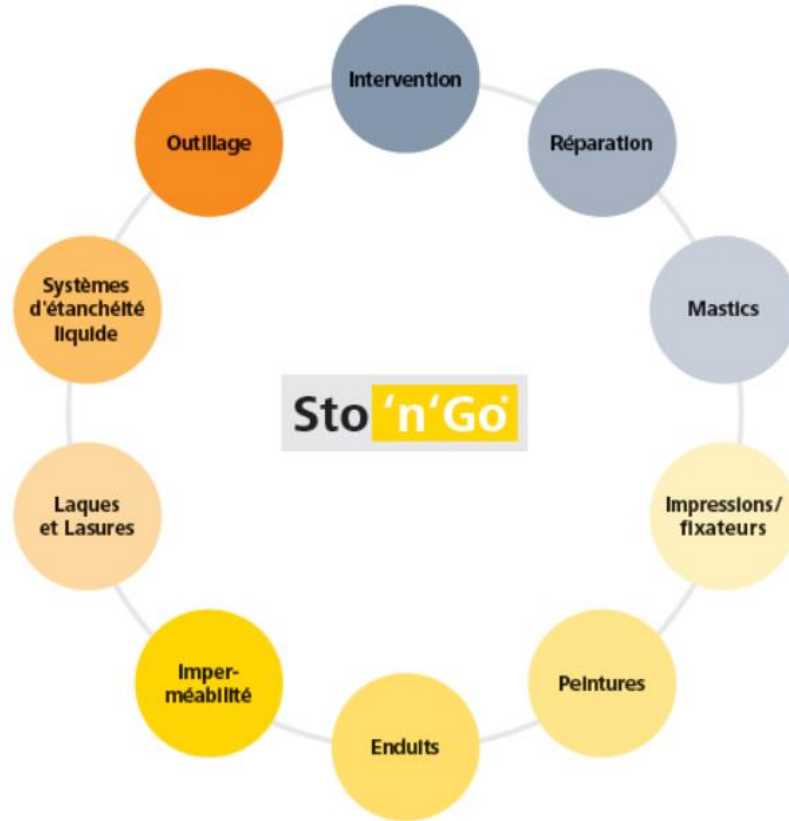 Intervention
Réparation
Mastics
Impressions/
fixateurs
Peintures
Enduits
Imper-
méabilité
Laques
et Lasures
Systèmes
d'étanchéité
liquide
Outillage
Sto ‘n‘Go®